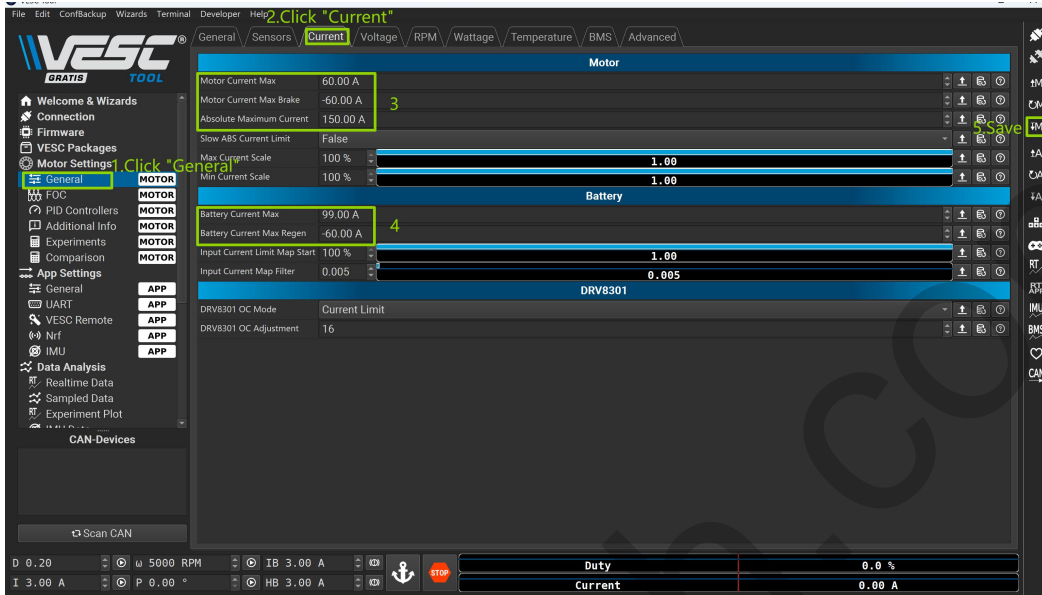 File Edit ConfBackup Wizards Terminal Developer Help
2.Click "Current"
VESC®
GRATIS TOOL
General Sensors Current Voltage RPM Wattage Temperature BMS Advanced
Motor
Motor Current Max 60.00 A
Motor Current Max Brake -60.00 A
3
Absolute Maximum Current 150.00 A
5.Save
Slow ABS Current Limit False
Max Current Scale 100 % 1.00
Min Current Scale 100 % 1.00
Battery
Battery Current Max 99.00 A
Battery Current Max Regen -60.00 A
4
Input Current Limit Map Start 100 % 1.00
Input Current Map Filter 0.005 0.005
DRV8301
DRV8301 OC Mode Current Limit
DRV8301 OC Adjustment 16
Welcome & Wizards
Connection
Firmware
VESC Packages
Motor Settings
1.Click "General"
General MOTOR
FOC MOTOR
PID Controllers MOTOR
Additional Info MOTOR
Experiments MOTOR
Comparison MOTOR
App Settings
General APP
UART APP
VESC Remote APP
Nrf APP
IMU APP
Data Analysis
RT Realtime Data
Sampled Data
RT Experiment Plot
CAN-Devices
Scan CAN
D 0.20 ω 5000 RPM IB 3.00 A
I 3.00 A P 0.00 ° HB 3.00 A
STOP
Duty 0.0 %
Current 0.00 A
RT
RT
APP
IMU
BMS
CAN